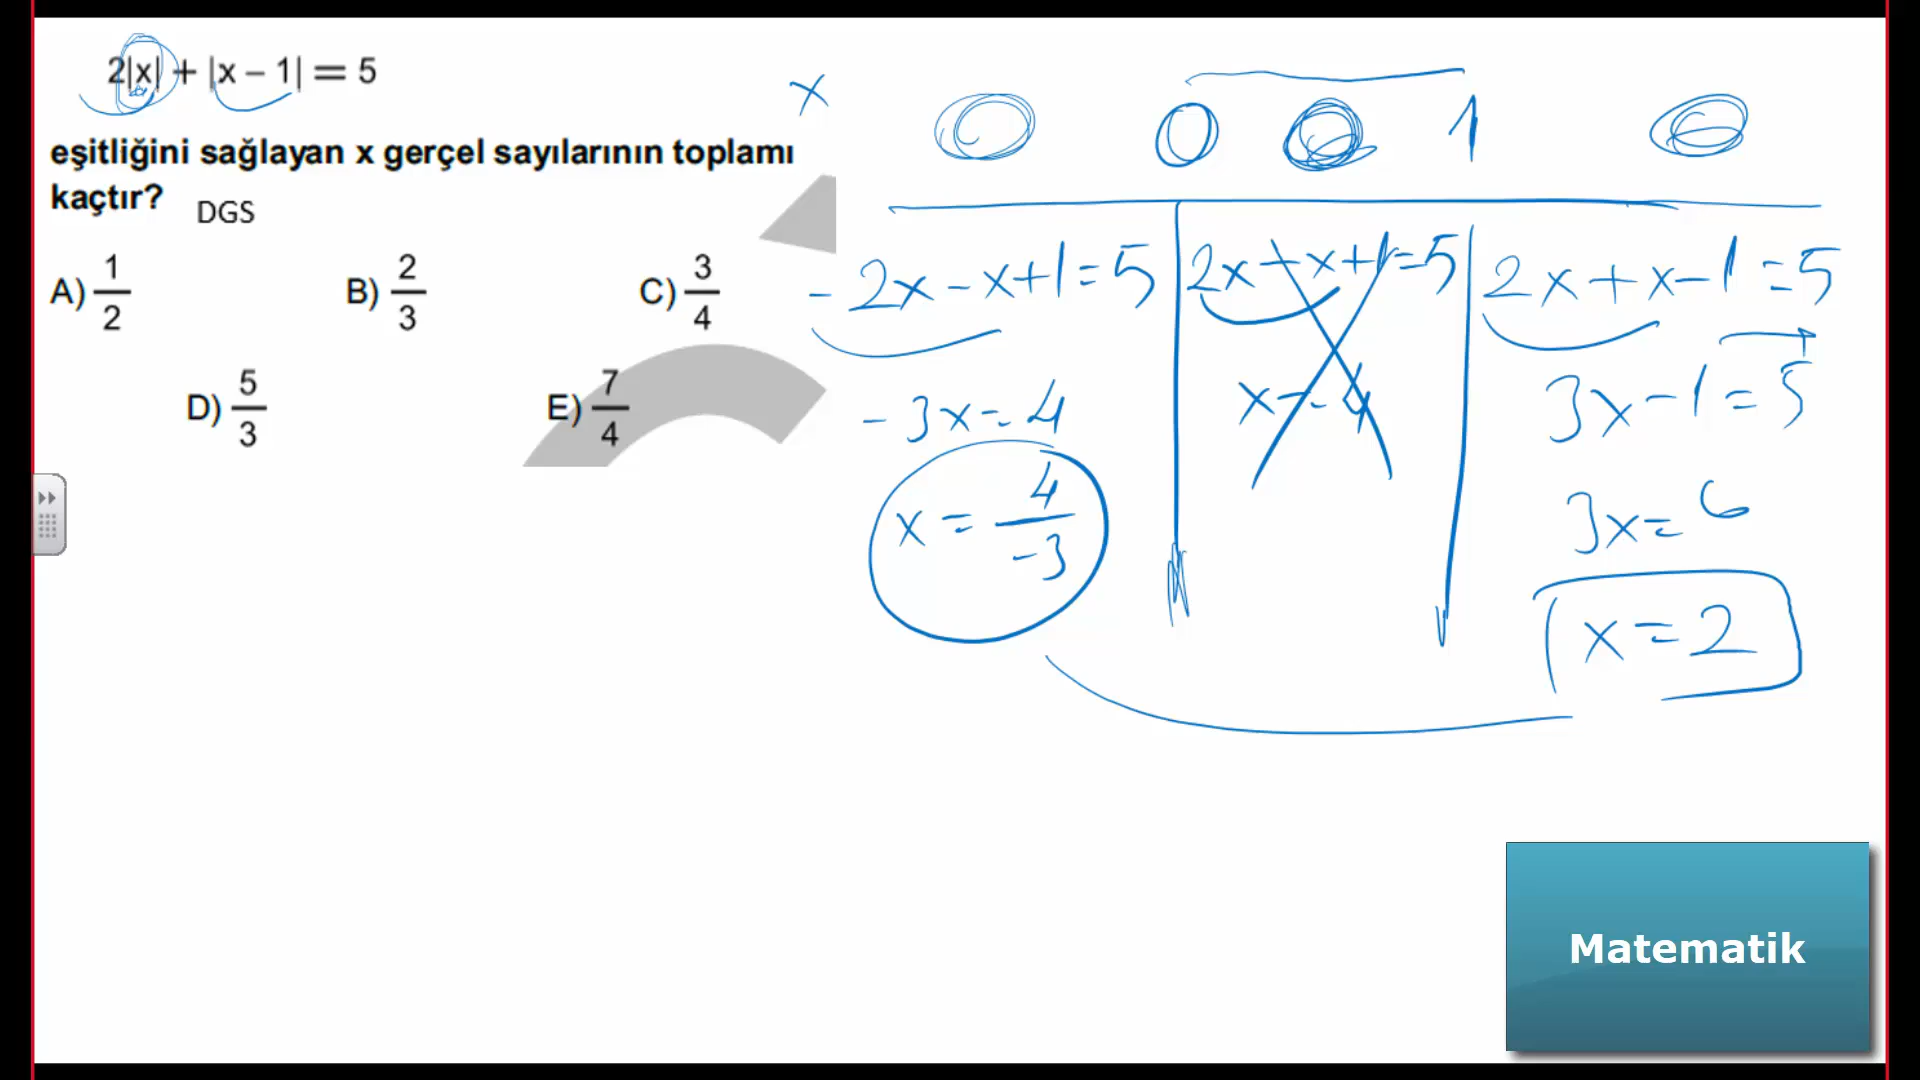 2|x| + |x − 1| = 5
eşitliğini sağlayan x gerçel sayılarının toplamı
kaçtır?
DGS
A) 1/2
B) 2/3
C) 3/4
D) 5/3
E) 7/4
x 0 1
-2x-x+1=5
-3x=4
x = 4/-3
2x-x+1=5
x=4
2x+x-1=5
3x-1=5
3x=6
x=2
Matematik